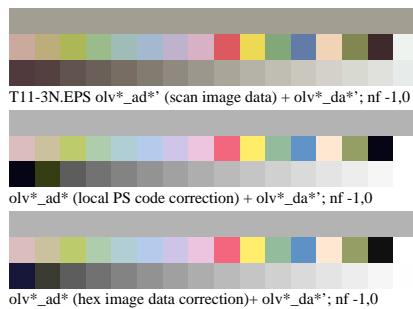 T11-3N.EPS olv*_ad*’ (scan image data) + olv*_da*’; nf -1,0
olv*_ad* (local PS code correction) + olv*_da*’; nf -1,0
olv*_ad* (hex image data correction)+ olv*_da*’; nf -1,0